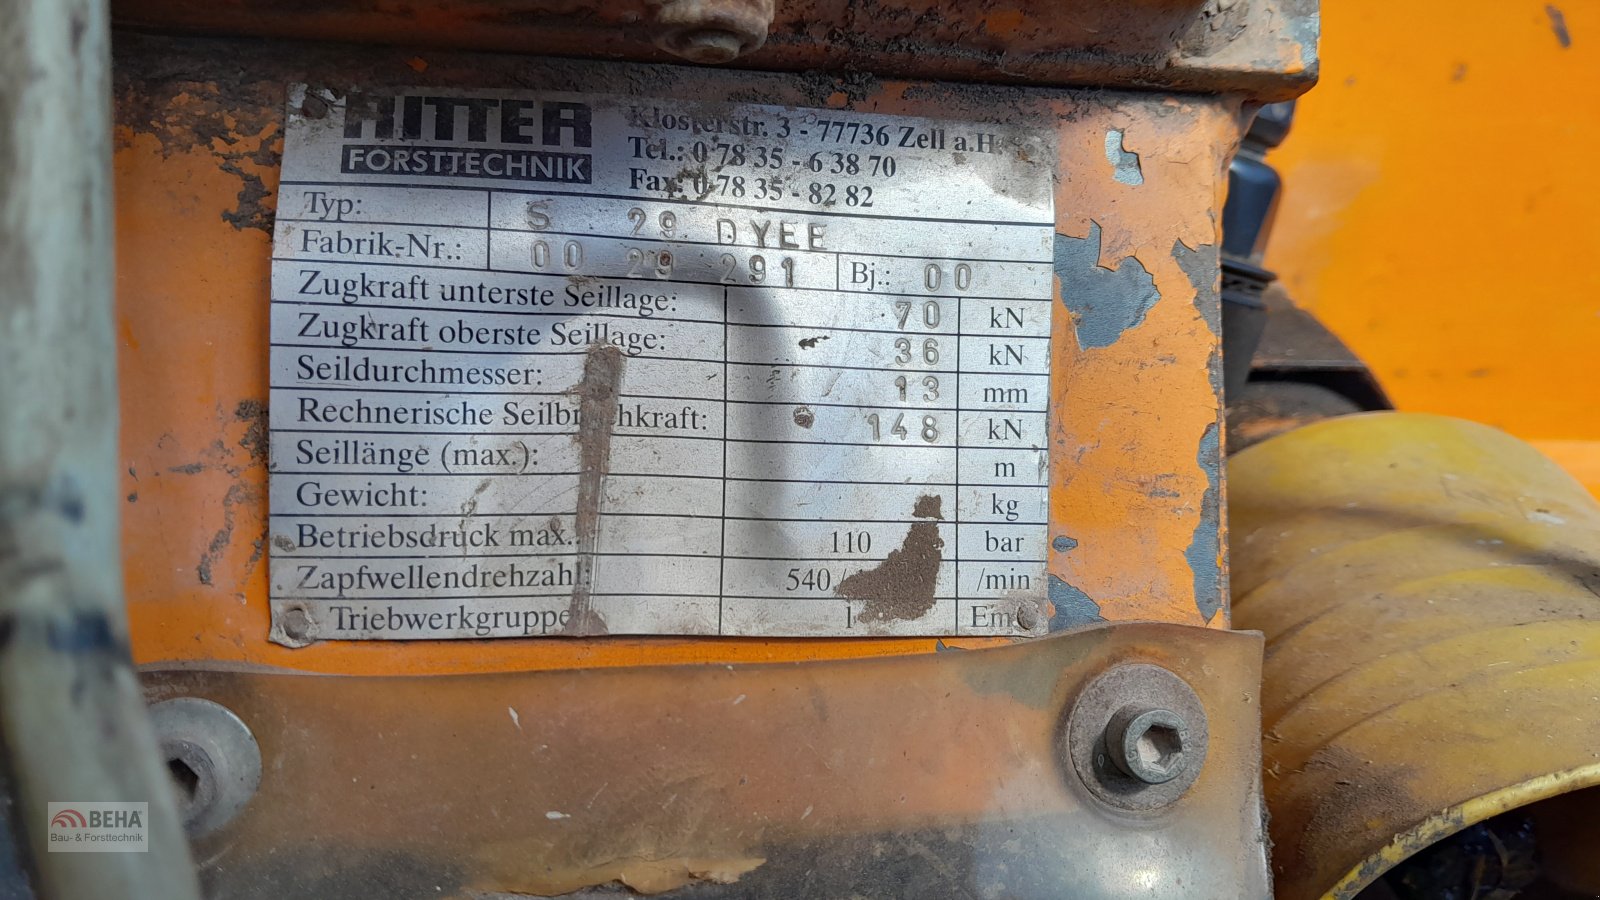 RITTER
FORSTTECHNIK
Klosterstr. 3 - 77736 Zell a.H.
Tel.: 0 78 35 - 6 38 70
Fax: 0 78 35 - 82 82
Typ: S 29 DYEE
Fabrik-Nr.: 00 29 291 Bj.: 00
Zugkraft unterste Seillage: 70 kN
Zugkraft oberste Seillage: 36 kN
Seildurchmesser: 13 mm
Rechnerische Seilbruchkraft: 148 kN
Seillänge (max.): m
Gewicht: kg
Betriebsdruck max.: 110 bar
Zapfwellendrehzahl: 540/ /min
Triebwerkgruppe 1
BEHA
Bau- & Forsttechnik